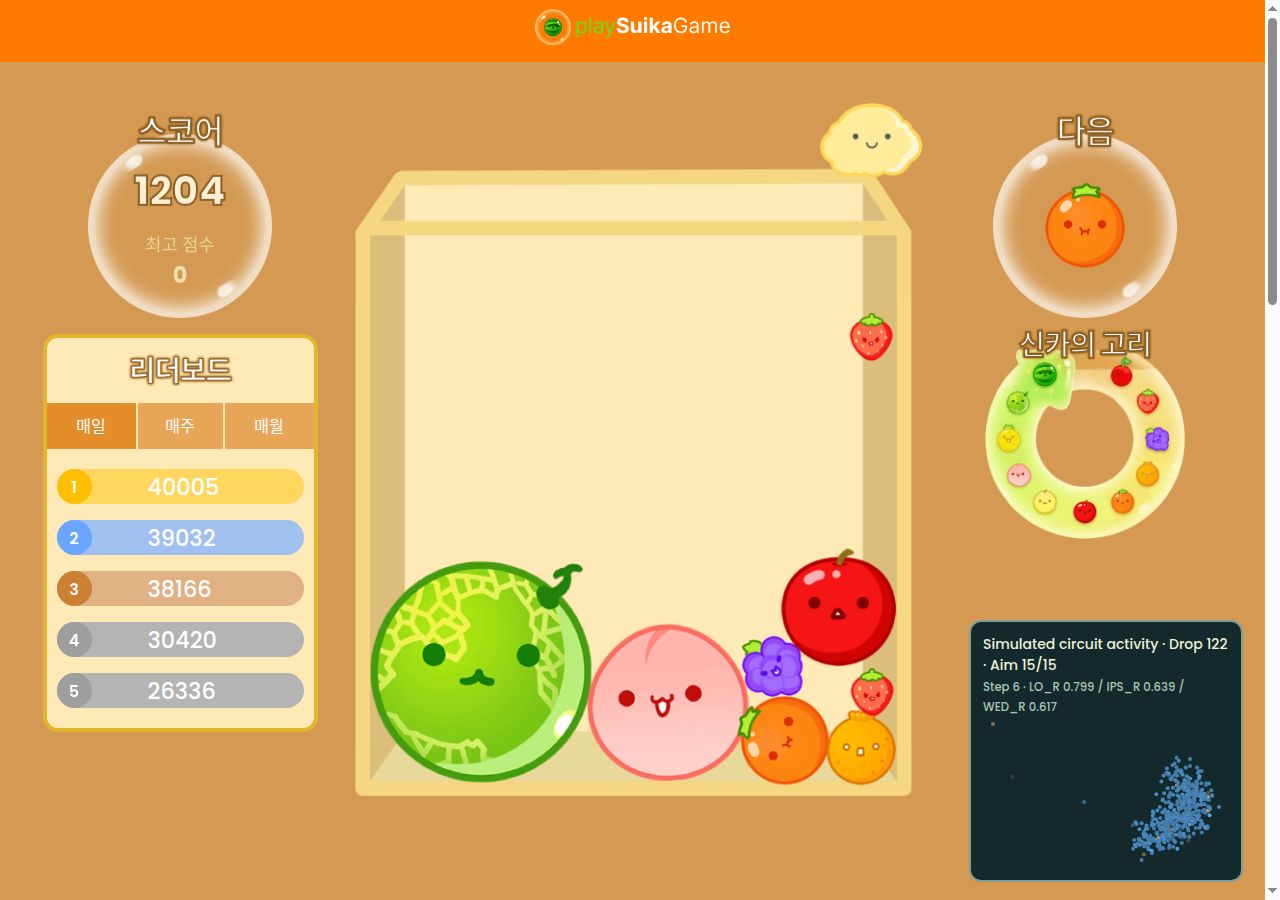 playSuikaGame
스코어
1204
최고 점수
0
리더보드
매일 매주 매월
1 40005
2 39032
3 38166
4 30420
5 26336
다음
신카의 고리
Simulated circuit activity · Drop 122
· Aim 15/15
Step 6 · LO_R 0.799 / IPS_R 0.639 /
WED_R 0.617